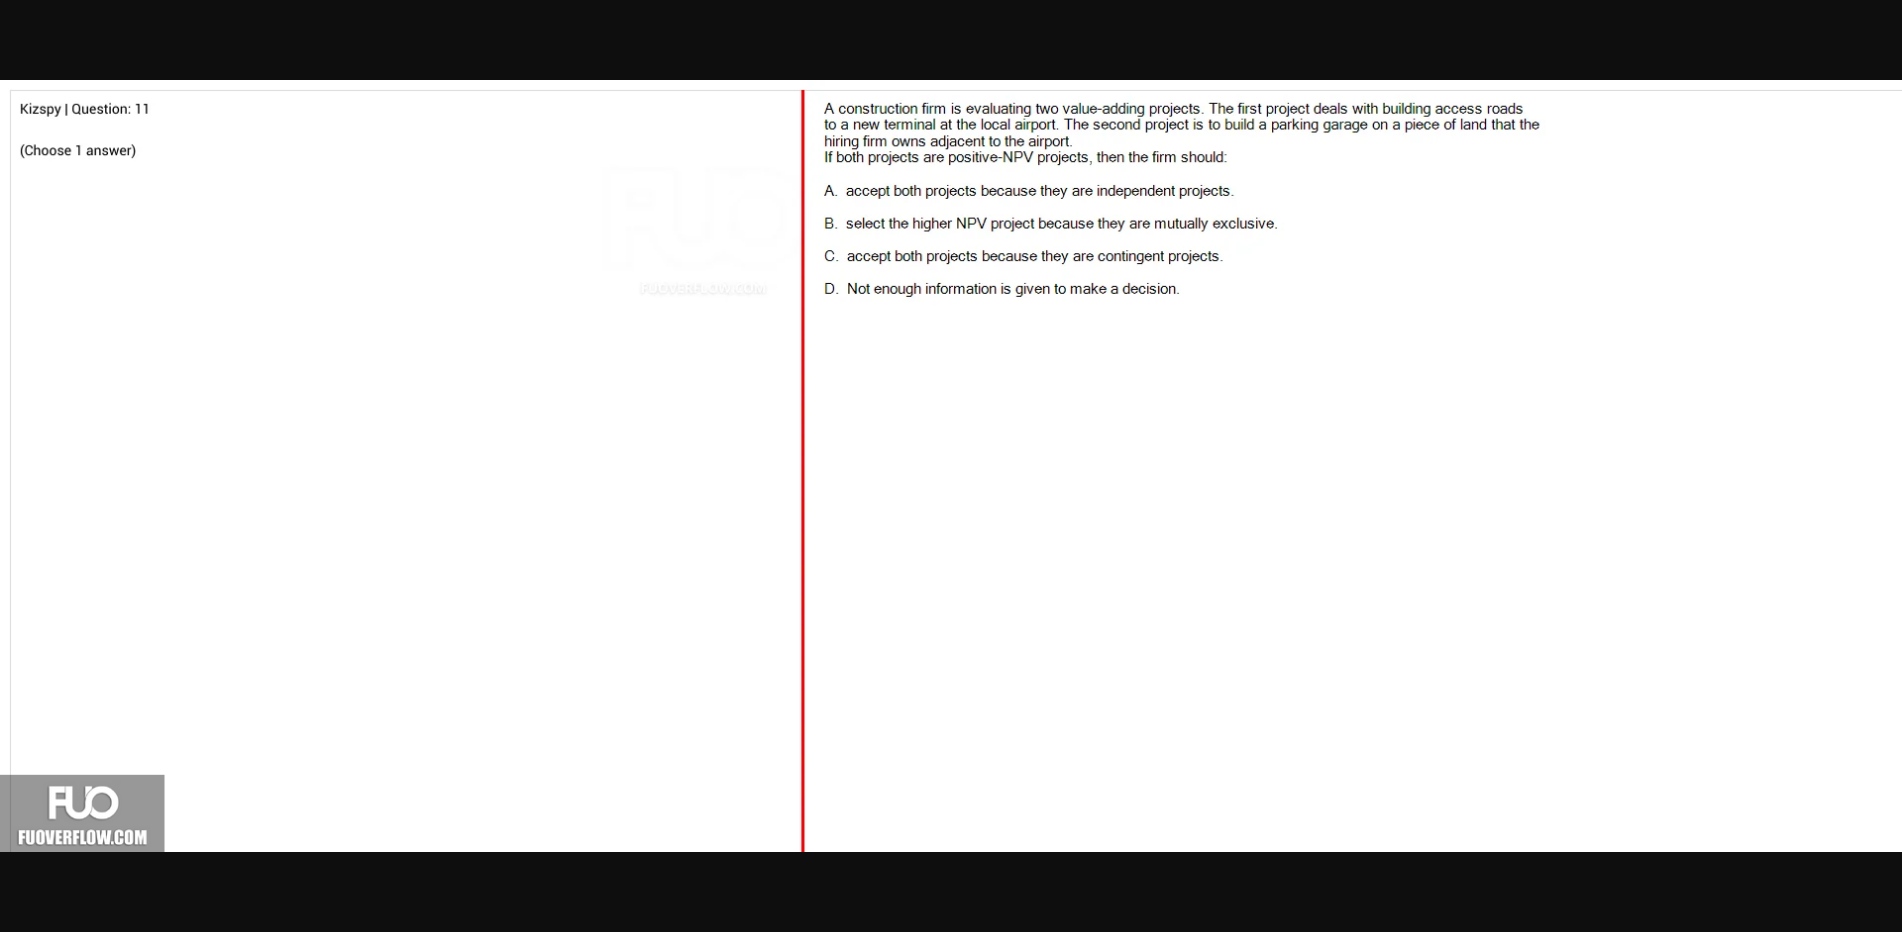 Kizspy | Question: 11
(Choose 1 answer)
A construction firm is evaluating two value-adding projects. The first project deals with building access roads
to a new terminal at the local airport. The second project is to build a parking garage on a piece of land that the
hiring firm owns adjacent to the airport.
If both projects are positive-NPV projects, then the firm should:
A. accept both projects because they are independent projects.
B. select the higher NPV project because they are mutually exclusive.
C. accept both projects because they are contingent projects.
D. Not enough information is given to make a decision.
FUO
FUOVERFLOW.COM
FUO
FUOVERFLOW.COM